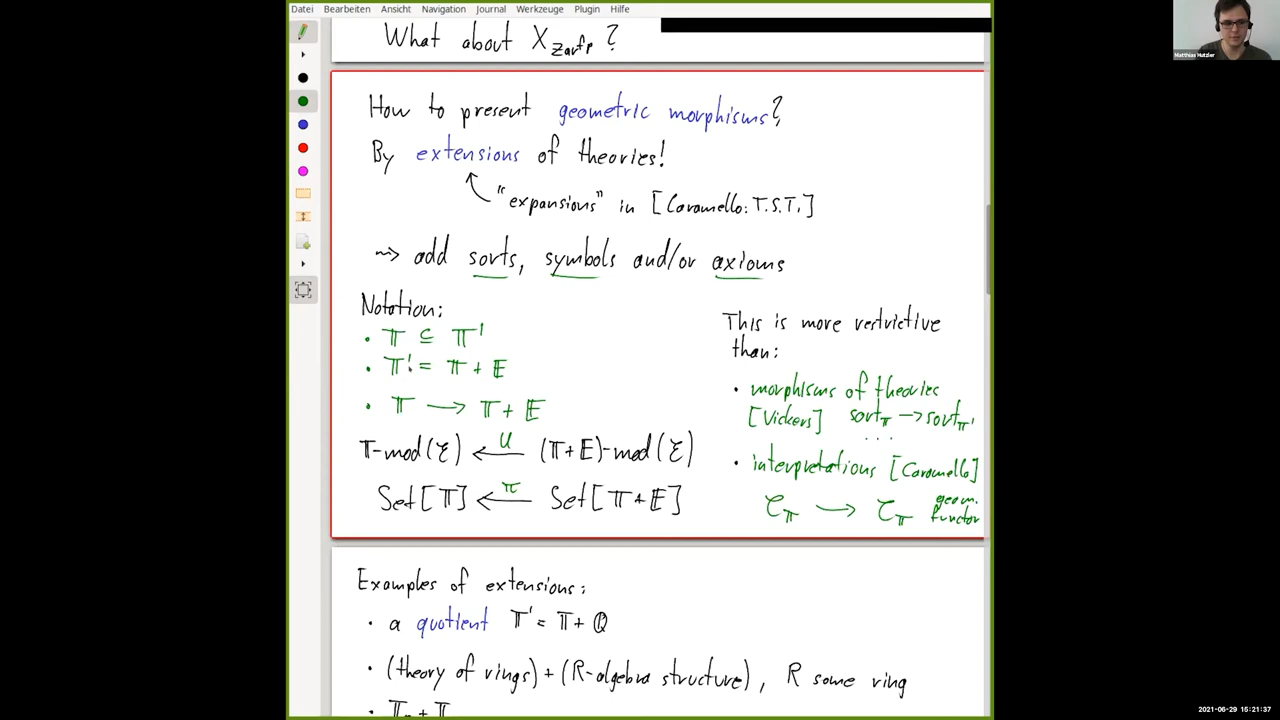 Datei Bearbeiten Ansicht Navigation Journal Werkzeuge Plugin Hilfe
What about X_Zarfp ?
How to present geometric morphisms?
By extensions of theories!
"expansions" in [Caramello: T.S.T.]
⇝ add sorts, symbols and/or axioms
Notation:
• 𝕋 ⊆ 𝕋'
• 𝕋' = 𝕋 + 𝔼
• 𝕋 → 𝕋 + 𝔼
𝕋-mod(ℰ) ←U (𝕋+𝔼)-mod(ℰ)
Set[𝕋] ←π Set[𝕋+𝔼]
This is more restrictive
than:
• morphisms of theories
[Vickers] sort_𝕋 → sort_𝕋'
...
• interpretations [Caramello]
𝒞_𝕋 → 𝒞_𝕋 geom. functor
Examples of extensions:
• a quotient 𝕋' = 𝕋 + ℚ
• (theory of rings) + (R-algebra structure), R some ring
Matthias Hutzler
2021-06-29 15:21:37